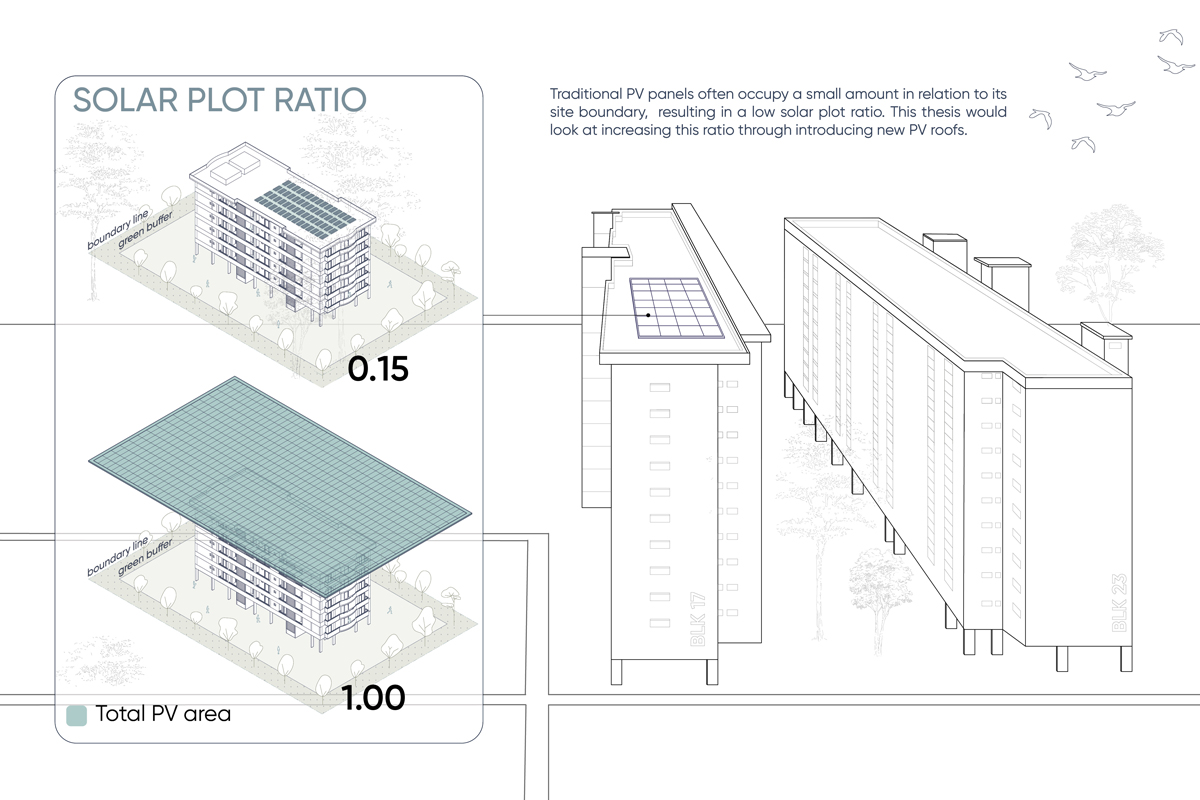 SOLAR PLOT RATIO
boundary line
green buffer
0.15
boundary line
green buffer
1.00
Total PV area
Traditional PV panels often occupy a small amount in relation to its
site boundary, resulting in a low solar plot ratio. This thesis would
look at increasing this ratio through introducing new PV roofs.
BLK 17
BLK 23